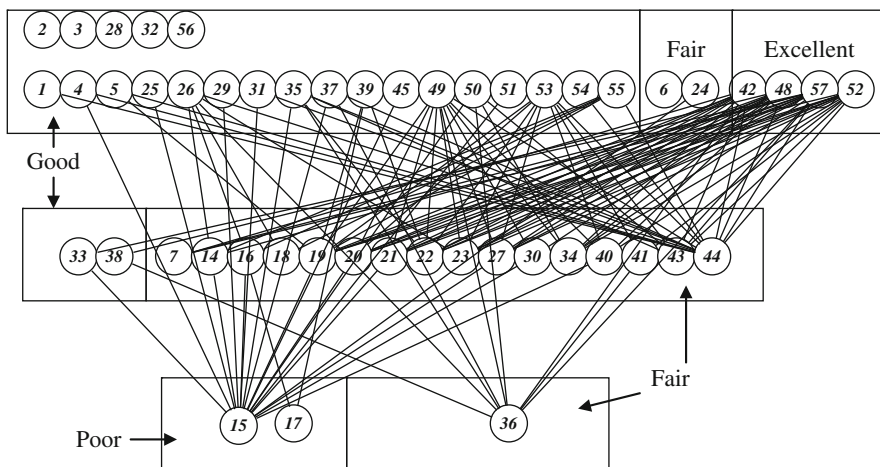 2 3 28 32 56
Fair Excellent
1 4 5 25 26 29 31 35 37 39 45 49 50 51 53 54 55 6 24 42 48 57 52
Good
33 38 7 14 16 18 19 20 21 22 23 27 30 34 40 41 43 44
Fair
15 17 36
Poor